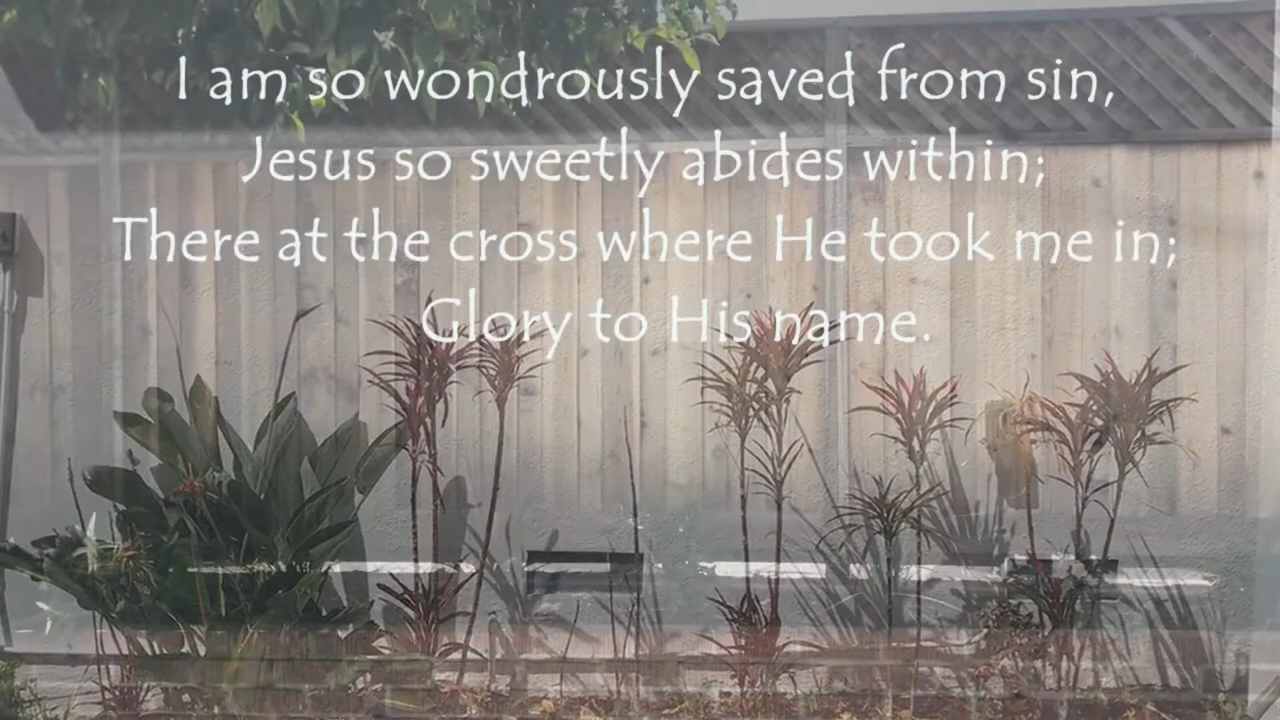 I am so wondrously saved from sin,
Jesus so sweetly abides within;
There at the cross where He took me in;
Glory to His name.